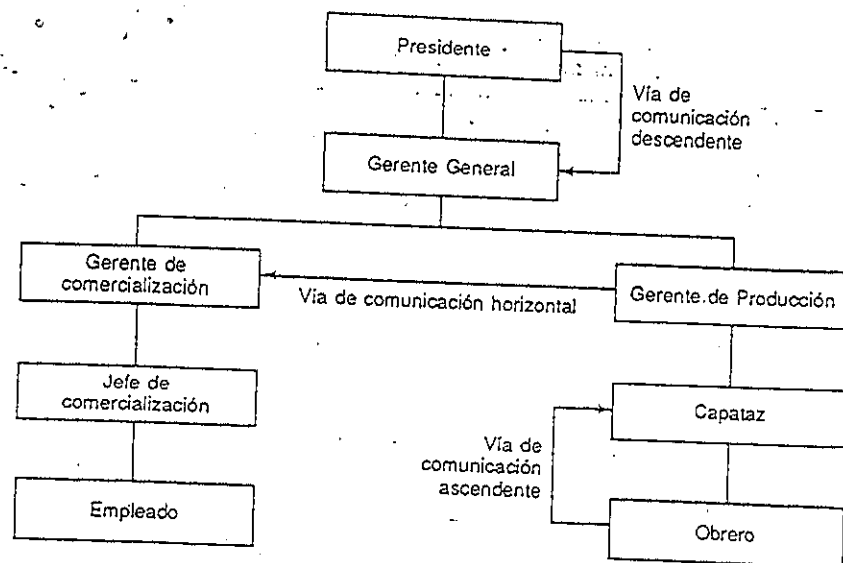 Presidente
Vía de
comunicación
descendente
Gerente General
Gerente de
comercialización
Vía de comunicación horizontal
Gerente de Producción
Jefe de
comercialización
Capataz
Vía de
comunicación
ascendente
Empleado
Obrero